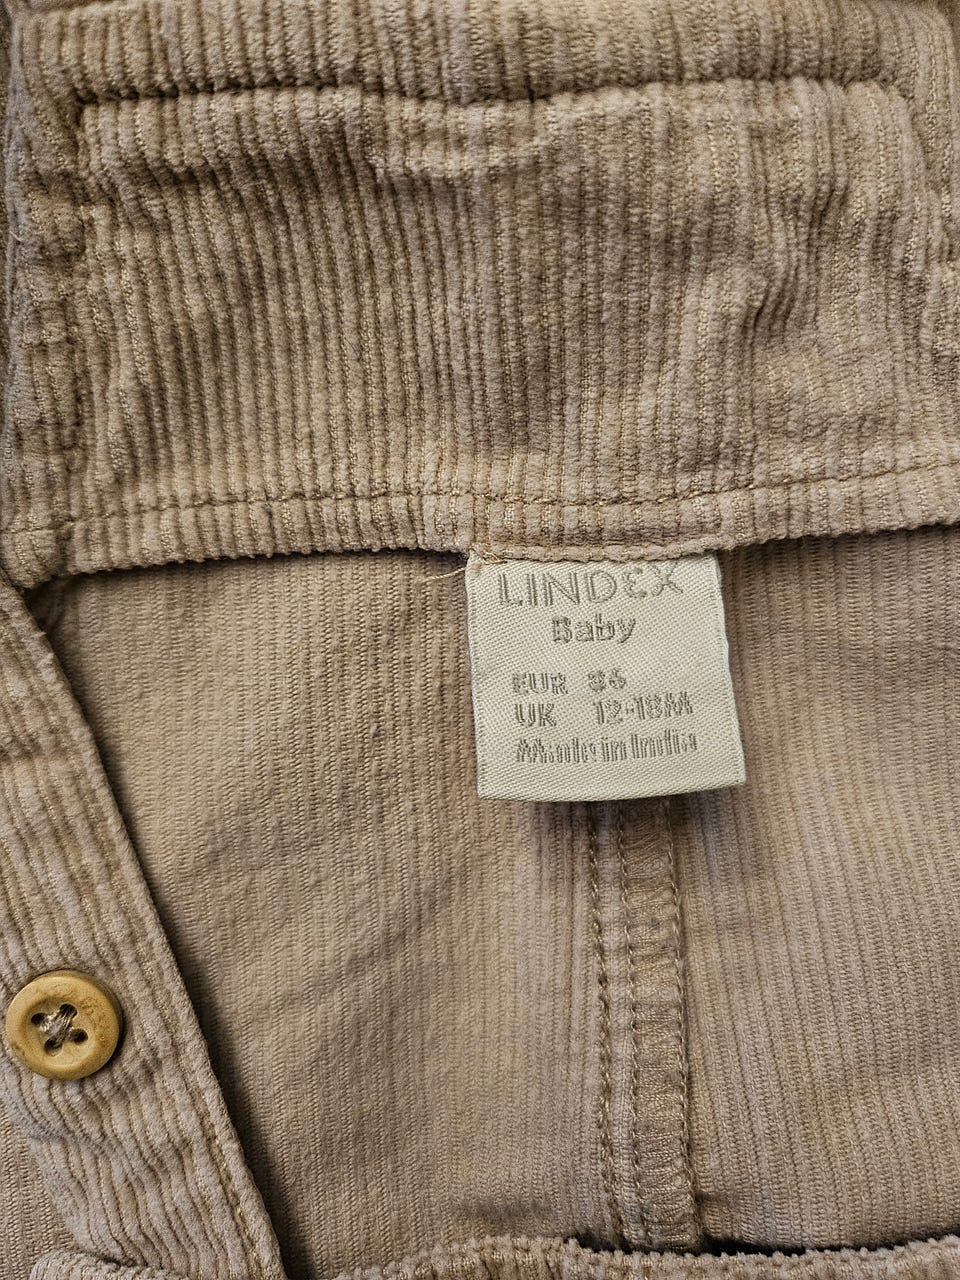 LINDEX
Baby
EUR 86
UK 12-18M
Made in India